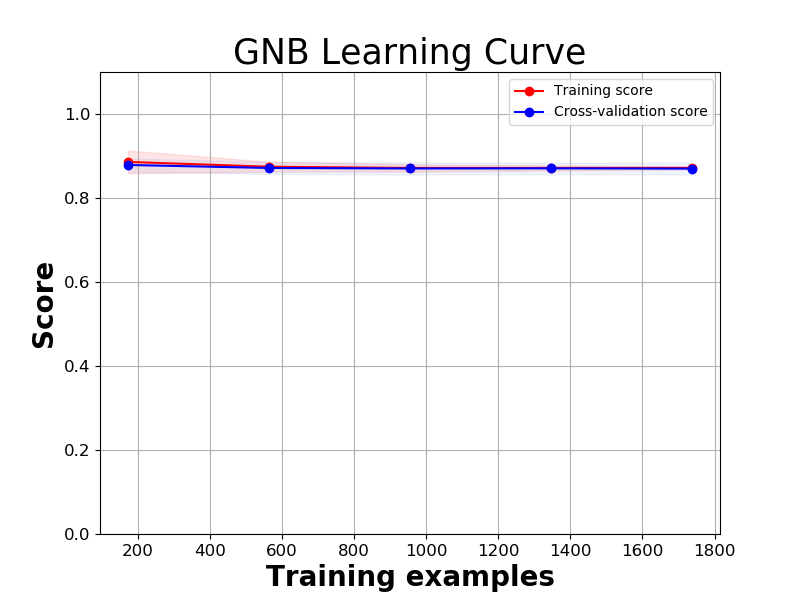 GNB Learning Curve
Training score
Cross-validation score
1.0
0.8
0.6
0.4
0.2
0.0
Score
200 400 600 800 1000 1200 1400 1600 1800
Training examples